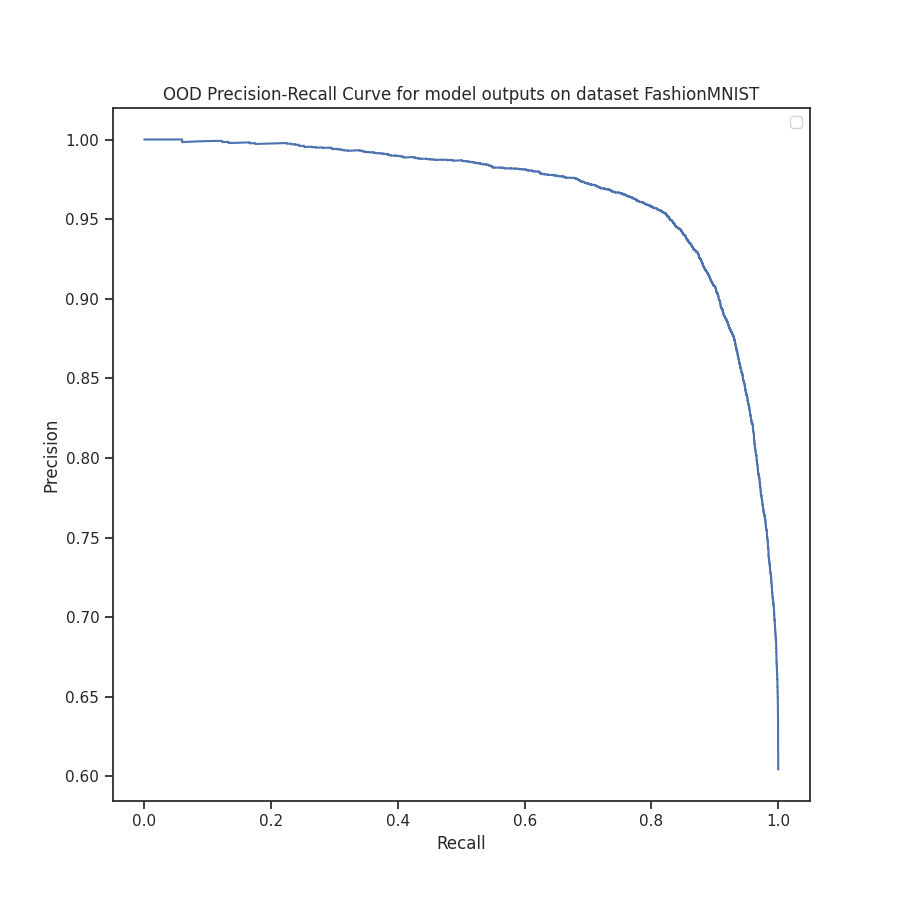 OOD Precision-Recall Curve for model outputs on dataset FashionMNIST
1.00
0.95
0.90
0.85
0.80
0.75
0.70
0.65
0.60
Precision
0.0 0.2 0.4 0.6 0.8 1.0
Recall